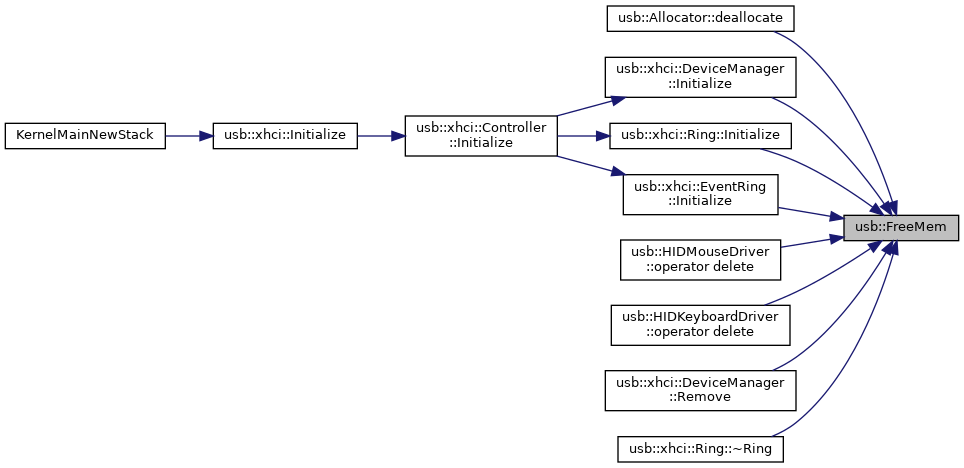 usb::Allocator::deallocate
usb::xhci::DeviceManager
::Initialize
KernelMainNewStack
usb::xhci::Initialize
usb::xhci::Controller
::Initialize
usb::xhci::Ring::Initialize
usb::xhci::EventRing
::Initialize
usb::FreeMem
usb::HIDMouseDriver
::operator delete
usb::HIDKeyboardDriver
::operator delete
usb::xhci::DeviceManager
::Remove
usb::xhci::Ring::~Ring